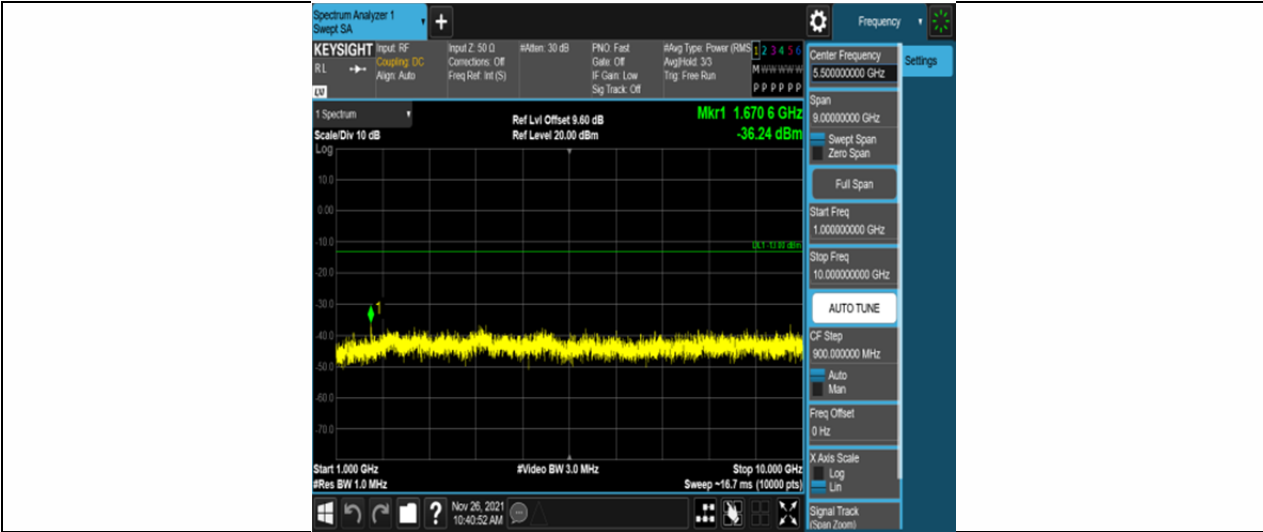 Spectrum Analyzer 1
Swept SA
+
Frequency
KEYSIGHT
RL
LV
Input: RF
Coupling: DC
Align: Auto
Input Z: 50 Ω
Corrections: Off
Freq Ref: Int (S)
#Atten: 30 dB
PNO: Fast
Gate: Off
IF Gain: Low
Sig Track: Off
#Avg Type: Power (RMS
Avg|Hold: 3/3
Trig: Free Run
1 2 3 4 5 6
M W W W W W
P P P P P P
Center Frequency
5.500000000 GHz
Settings
Span
9.00000000 GHz
Swept Span
Zero Span
Full Span
Start Freq
1.000000000 GHz
Stop Freq
10.000000000 GHz
AUTO TUNE
CF Step
900.000000 MHz
Auto
Man
Freq Offset
0 Hz
X Axis Scale
Log
Lin
Signal Track
(Span Zoom)
1 Spectrum
Scale/Div 10 dB
Log
Ref Lvl Offset 9.60 dB
Ref Level 20.00 dBm
Mkr1 1.670 6 GHz
-36.24 dBm
10.0
0.00
-10.0
DL1 -13.00 dBm
-20.0
-30.0
1
-40.0
-50.0
-60.0
-70.0
Start 1.000 GHz
#Video BW 3.0 MHz
Stop 10.000 GHz
#Res BW 1.0 MHz
Sweep ~16.7 ms (10000 pts)
?
Nov 26, 2021
10:40:52 AM